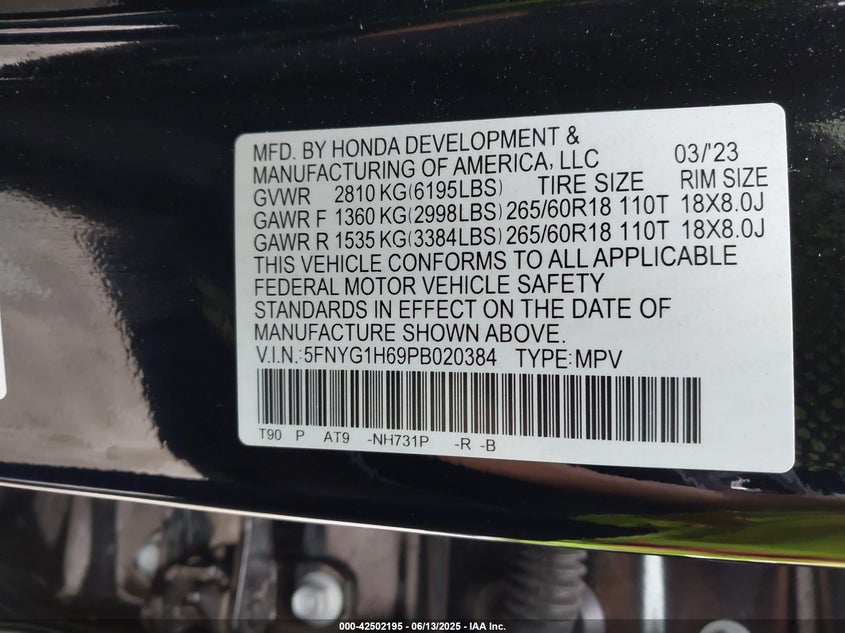 MFD. BY HONDA DEVELOPMENT &
MANUFACTURING OF AMERICA, LLC 03/'23
GVWR 2810 KG(6195LBS) TIRE SIZE RIM SIZE
GAWR F 1360 KG(2998LBS) 265/60R18 110T 18X8.0J
GAWR R 1535 KG(3384LBS) 265/60R18 110T 18X8.0J
THIS VEHICLE CONFORMS TO ALL APPLICABLE
FEDERAL MOTOR VEHICLE SAFETY
STANDARDS IN EFFECT ON THE DATE OF
MANUFACTURE SHOWN ABOVE.
V.I.N.:5FNYG1H69PB020384 TYPE:MPV
T90 P AT9 -NH731P -R -B
000-42502195 - 06/13/2025 - IAA Inc.